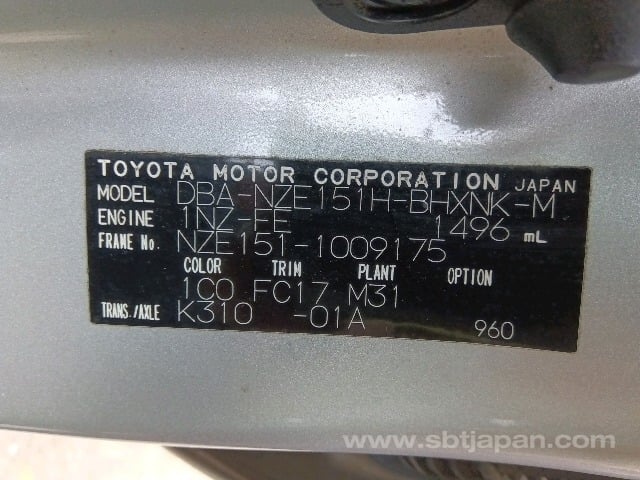 TOYOTA MOTOR CORPORATION JAPAN
MODEL DBA-NZE151H-BHXNK-M
ENGINE 1NZ-FE 1496 mL
FRAME No. NZE151-1009175
COLOR TRIM PLANT OPTION
1C0 FC17 M31
TRANS./AXLE K310 -01A 960
www.sbtjapan.com